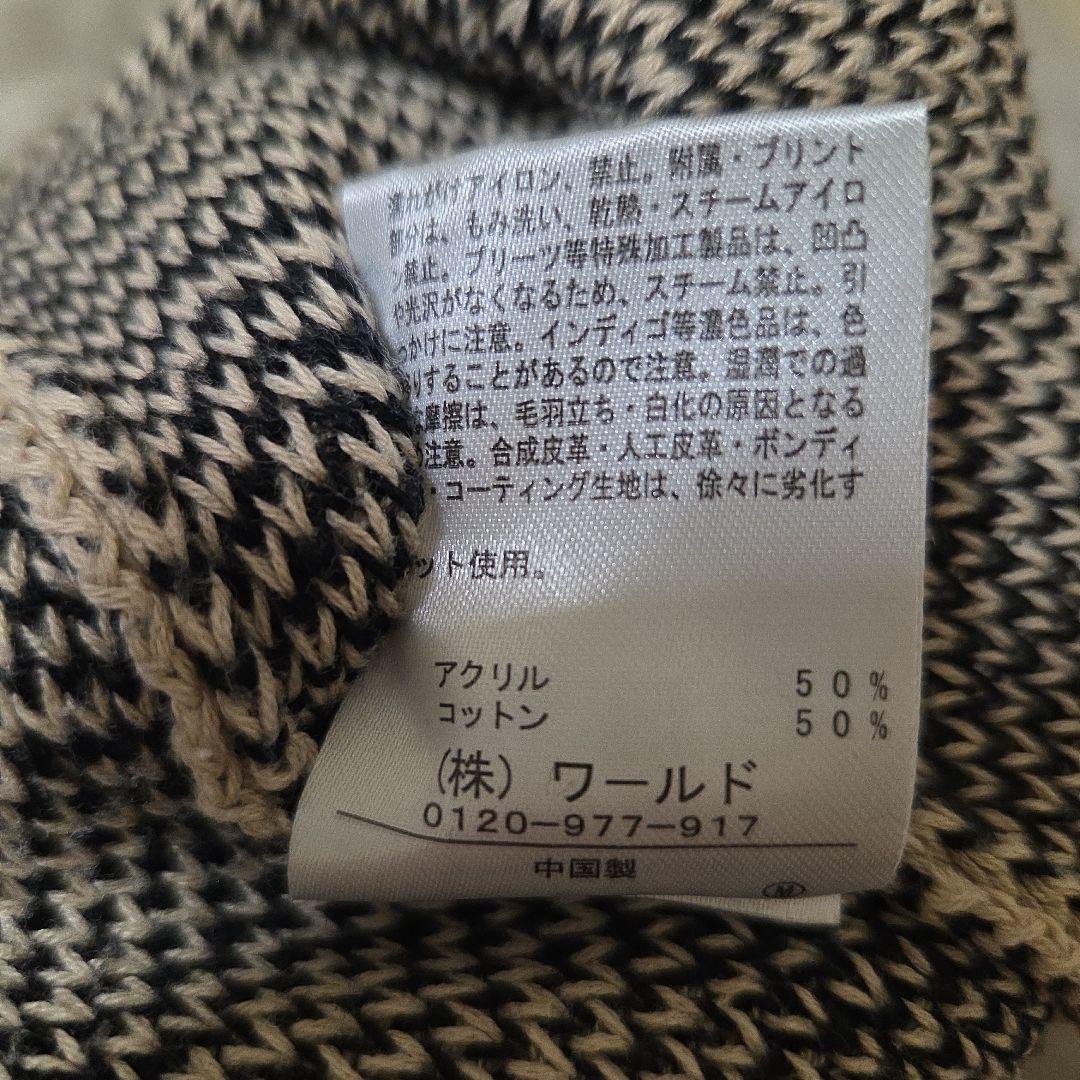 アイロン、禁止。附属・プリント
部分は、もみ洗い、乾熱・スチームアイロ
ン禁止。プリーツ等特殊加工製品は、凹凸
や光沢がなくなるため、スチーム禁止。引
っかけに注意。インディゴ等濃色品は、色
りすることがあるので注意。湿潤での過
摩擦は、毛羽立ち・白化の原因となる
注意。合成皮革・人工皮革・ボンディ
・コーティング生地は、徐々に劣化す
ット使用。
アクリル 50%
コットン 50%
(株) ワールド
0120-977-917
中国製
M